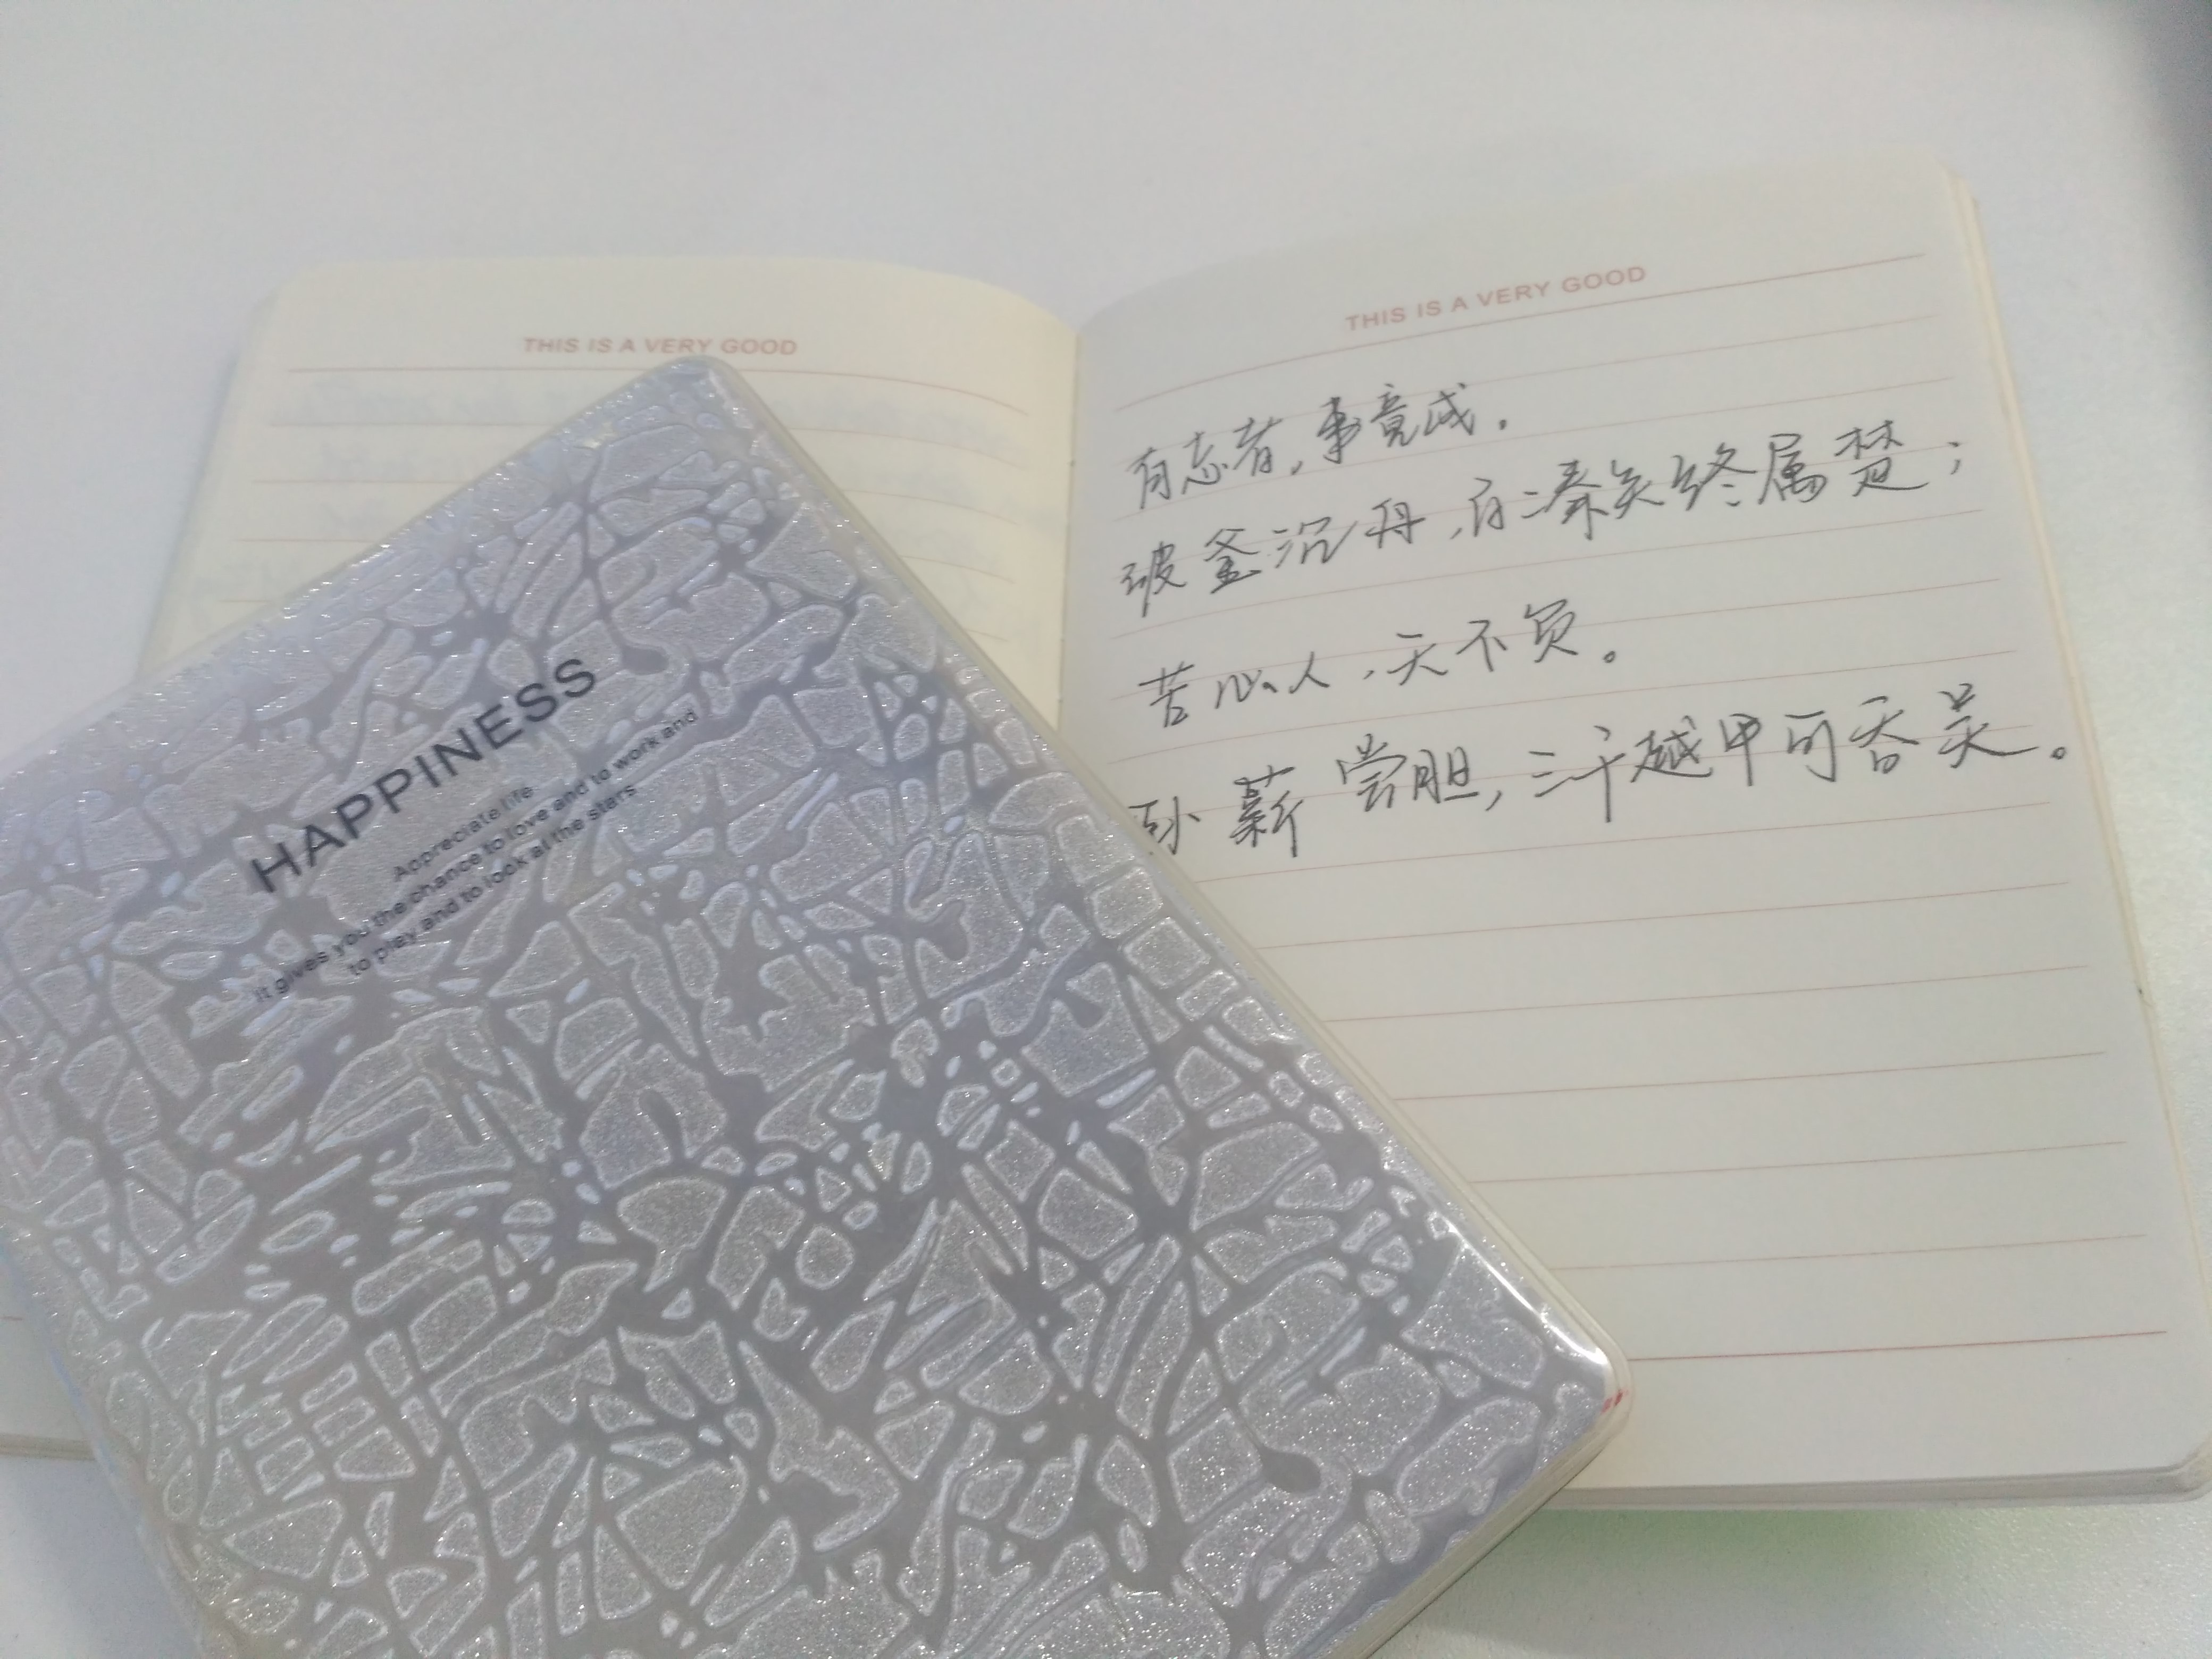 THIS IS A VERY GOOD
THIS IS A VERY GOOD
有志者,事竟成.
破釜沉舟,百二秦关终属楚;
苦心人,天不负。
卧薪尝胆,三千越甲可吞吴。
HAPPINESS
Appreciate life
it gives you the chance to love and to work and
to play and to look at the stars